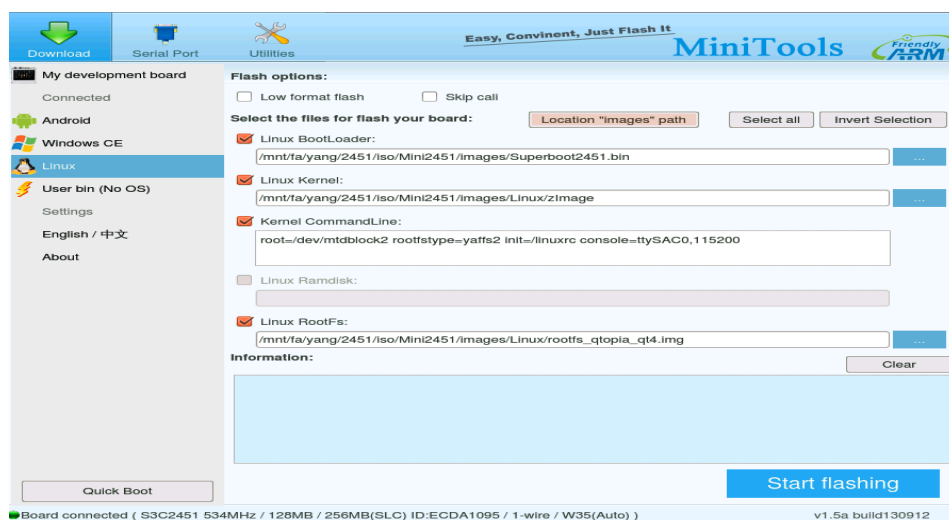 Easy, Convinent, Just Flash It
MiniTools
Friendly
ARM
Download
Serial Port
Utilities
My development board
Connected
Android
Windows CE
Linux
User bin (No OS)
Settings
English / 中文
About
Quick Boot
Flash options:
Low format flash
Skip cali
Select the files for flash your board:
Location "images" path
Select all
Invert Selection
Linux BootLoader:
/mnt/fa/yang/2451/iso/Mini2451/images/Superboot2451.bin
...
Linux Kernel:
/mnt/fa/yang/2451/iso/Mini2451/images/Linux/zImage
...
Kernel CommandLine:
root=/dev/mtdblock2 rootfstype=yaffs2 init=/linuxrc console=ttySAC0,115200
Linux Ramdisk:
Linux RootFs:
/mnt/fa/yang/2451/iso/Mini2451/images/Linux/rootfs_qtopia_qt4.img
...
Information:
Clear
Start flashing
Board connected ( S3C2451 534MHz / 128MB / 256MB(SLC) ID:ECDA1095 / 1-wire / W35(Auto) )
v1.5a build130912